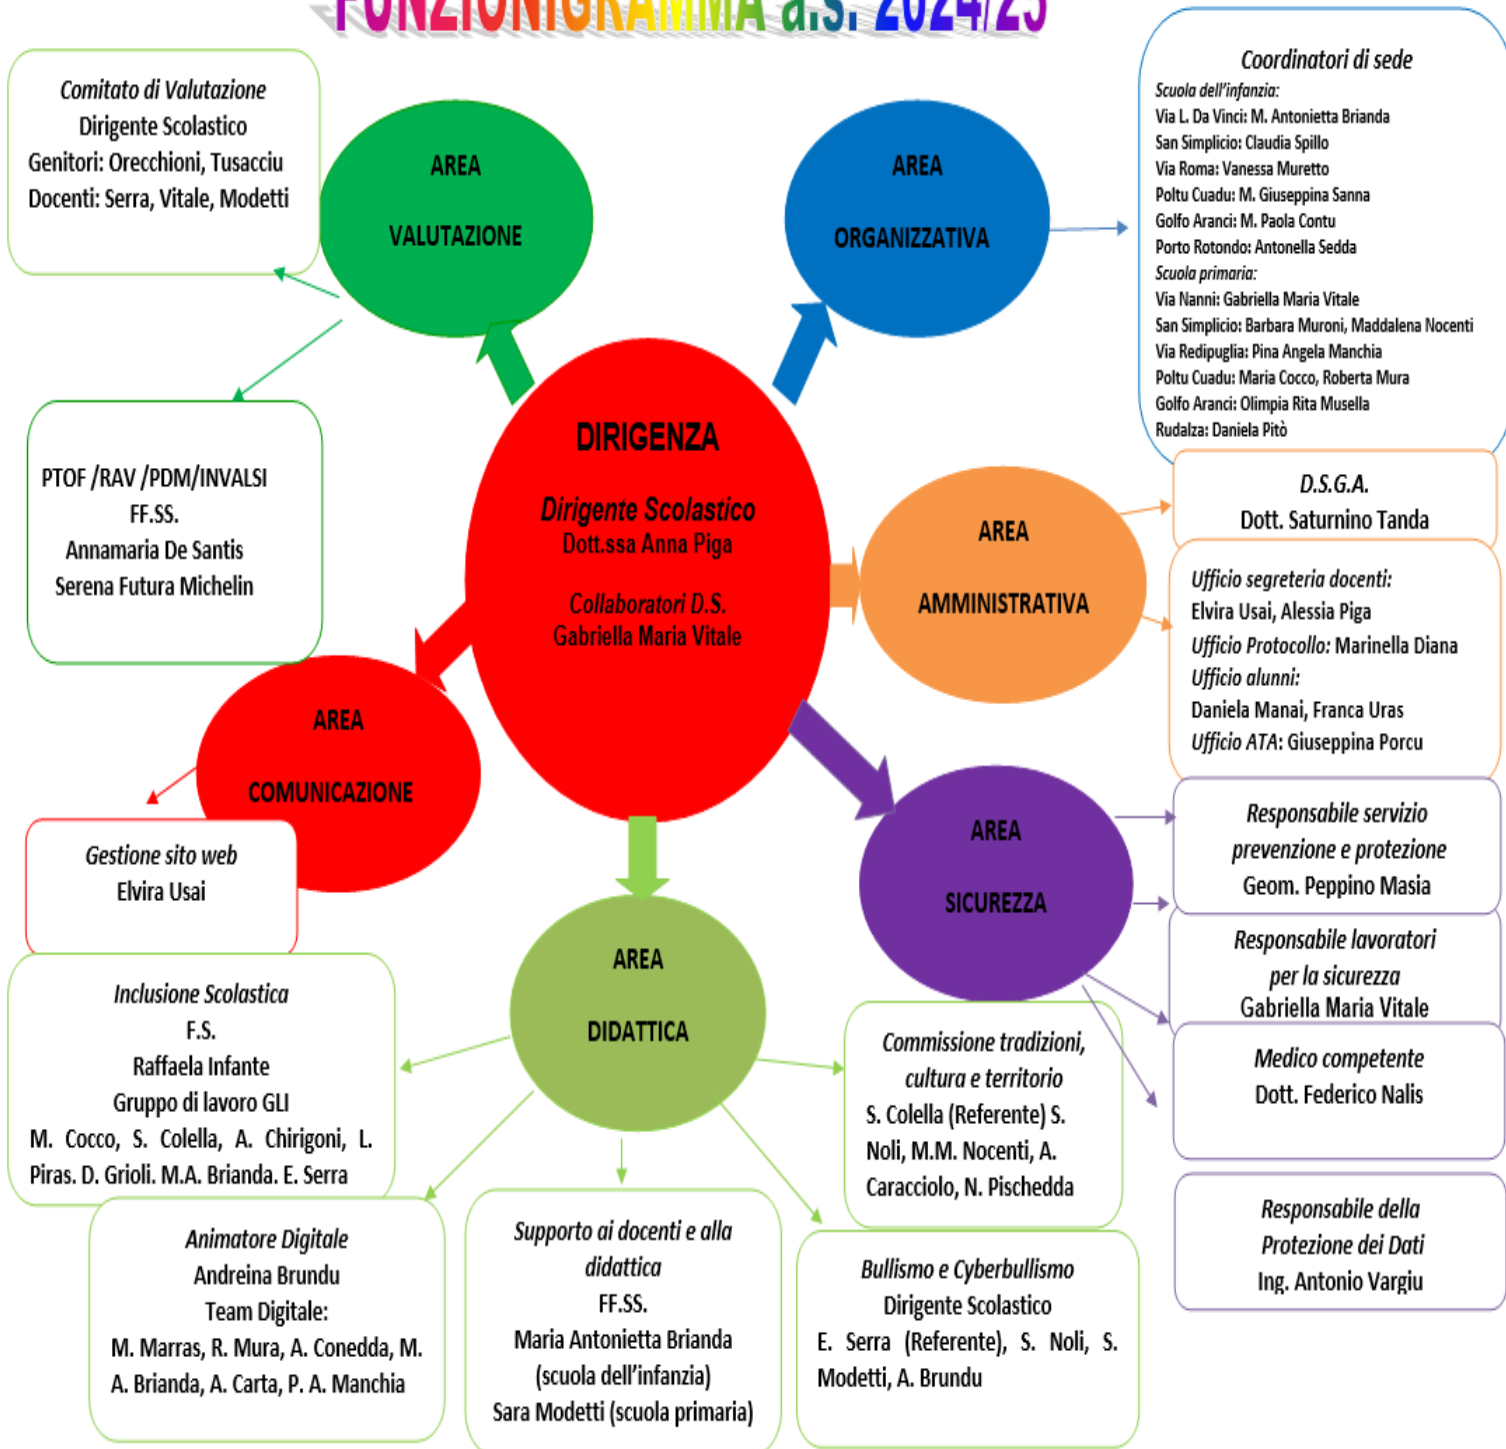 FUNZIONIGRAMMA a.s. 2024/25
Comitato di Valutazione
Dirigente Scolastico
Genitori: Orecchioni, Tusacciu
Docenti: Serra, Vitale, Modetti
AREA
VALUTAZIONE
AREA
ORGANIZZATIVA
Coordinatori di sede
Scuola dell'infanzia:
Via L. Da Vinci: M. Antonietta Brianda
San Simplicio: Claudia Spillo
Via Roma: Vanessa Muretto
Poltu Cuadu: M. Giuseppina Sanna
Golfo Aranci: M. Paola Contu
Porto Rotondo: Antonella Sedda
Scuola primaria:
Via Nanni: Gabriella Maria Vitale
San Simplicio: Barbara Muroni, Maddalena Nocenti
Via Redipuglia: Pina Angela Manchia
Poltu Cuadu: Maria Cocco, Roberta Mura
Golfo Aranci: Olimpia Rita Musella
Rudalza: Daniela Pitò
PTOF /RAV /PDM/INVALSI
FF.SS.
Annamaria De Santis
Serena Futura Michelin
DIRIGENZA
Dirigente Scolastico
Dott.ssa Anna Piga
Collaboratori D.S.
Gabriella Maria Vitale
AREA
AMMINISTRATIVA
D.S.G.A.
Dott. Saturnino Tanda
Ufficio segreteria docenti:
Elvira Usai, Alessia Piga
Ufficio Protocollo: Marinella Diana
Ufficio alunni:
Daniela Manai, Franca Uras
Ufficio ATA: Giuseppina Porcu
AREA
COMUNICAZIONE
Gestione sito web
Elvira Usai
AREA
SICUREZZA
Responsabile servizio
prevenzione e protezione
Geom. Peppino Masia
Responsabile lavoratori
per la sicurezza
Gabriella Maria Vitale
Medico competente
Dott. Federico Nalis
Responsabile della
Protezione dei Dati
Ing. Antonio Vargiu
AREA
DIDATTICA
Inclusione Scolastica
F.S.
Raffaela Infante
Gruppo di lavoro GLI
M. Cocco, S. Colella, A. Chirigoni, L.
Piras. D. Grioli. M.A. Brianda. E. Serra
Animatore Digitale
Andreina Brundu
Team Digitale:
M. Marras, R. Mura, A. Conedda, M.
A. Brianda, A. Carta, P. A. Manchia
Supporto ai docenti e alla
didattica
FF.SS.
Maria Antonietta Brianda
(scuola dell'infanzia)
Sara Modetti (scuola primaria)
Commissione tradizioni,
cultura e territorio
S. Colella (Referente) S.
Noli, M.M. Nocenti, A.
Caracciolo, N. Pischedda
Bullismo e Cyberbullismo
Dirigente Scolastico
E. Serra (Referente), S. Noli, S.
Modetti, A. Brundu